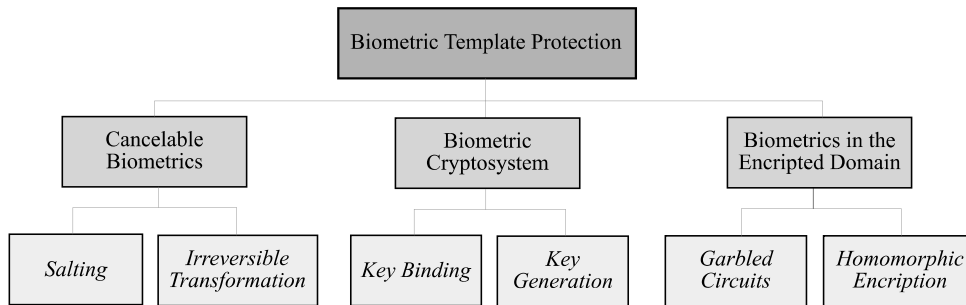 Biometric Template Protection
Cancelable
Biometrics
Biometric
Cryptosystem
Biometrics in the
Encripted Domain
Salting
Irreversible
Transformation
Key Binding
Key
Generation
Garbled
Circuits
Homomorphic
Encription